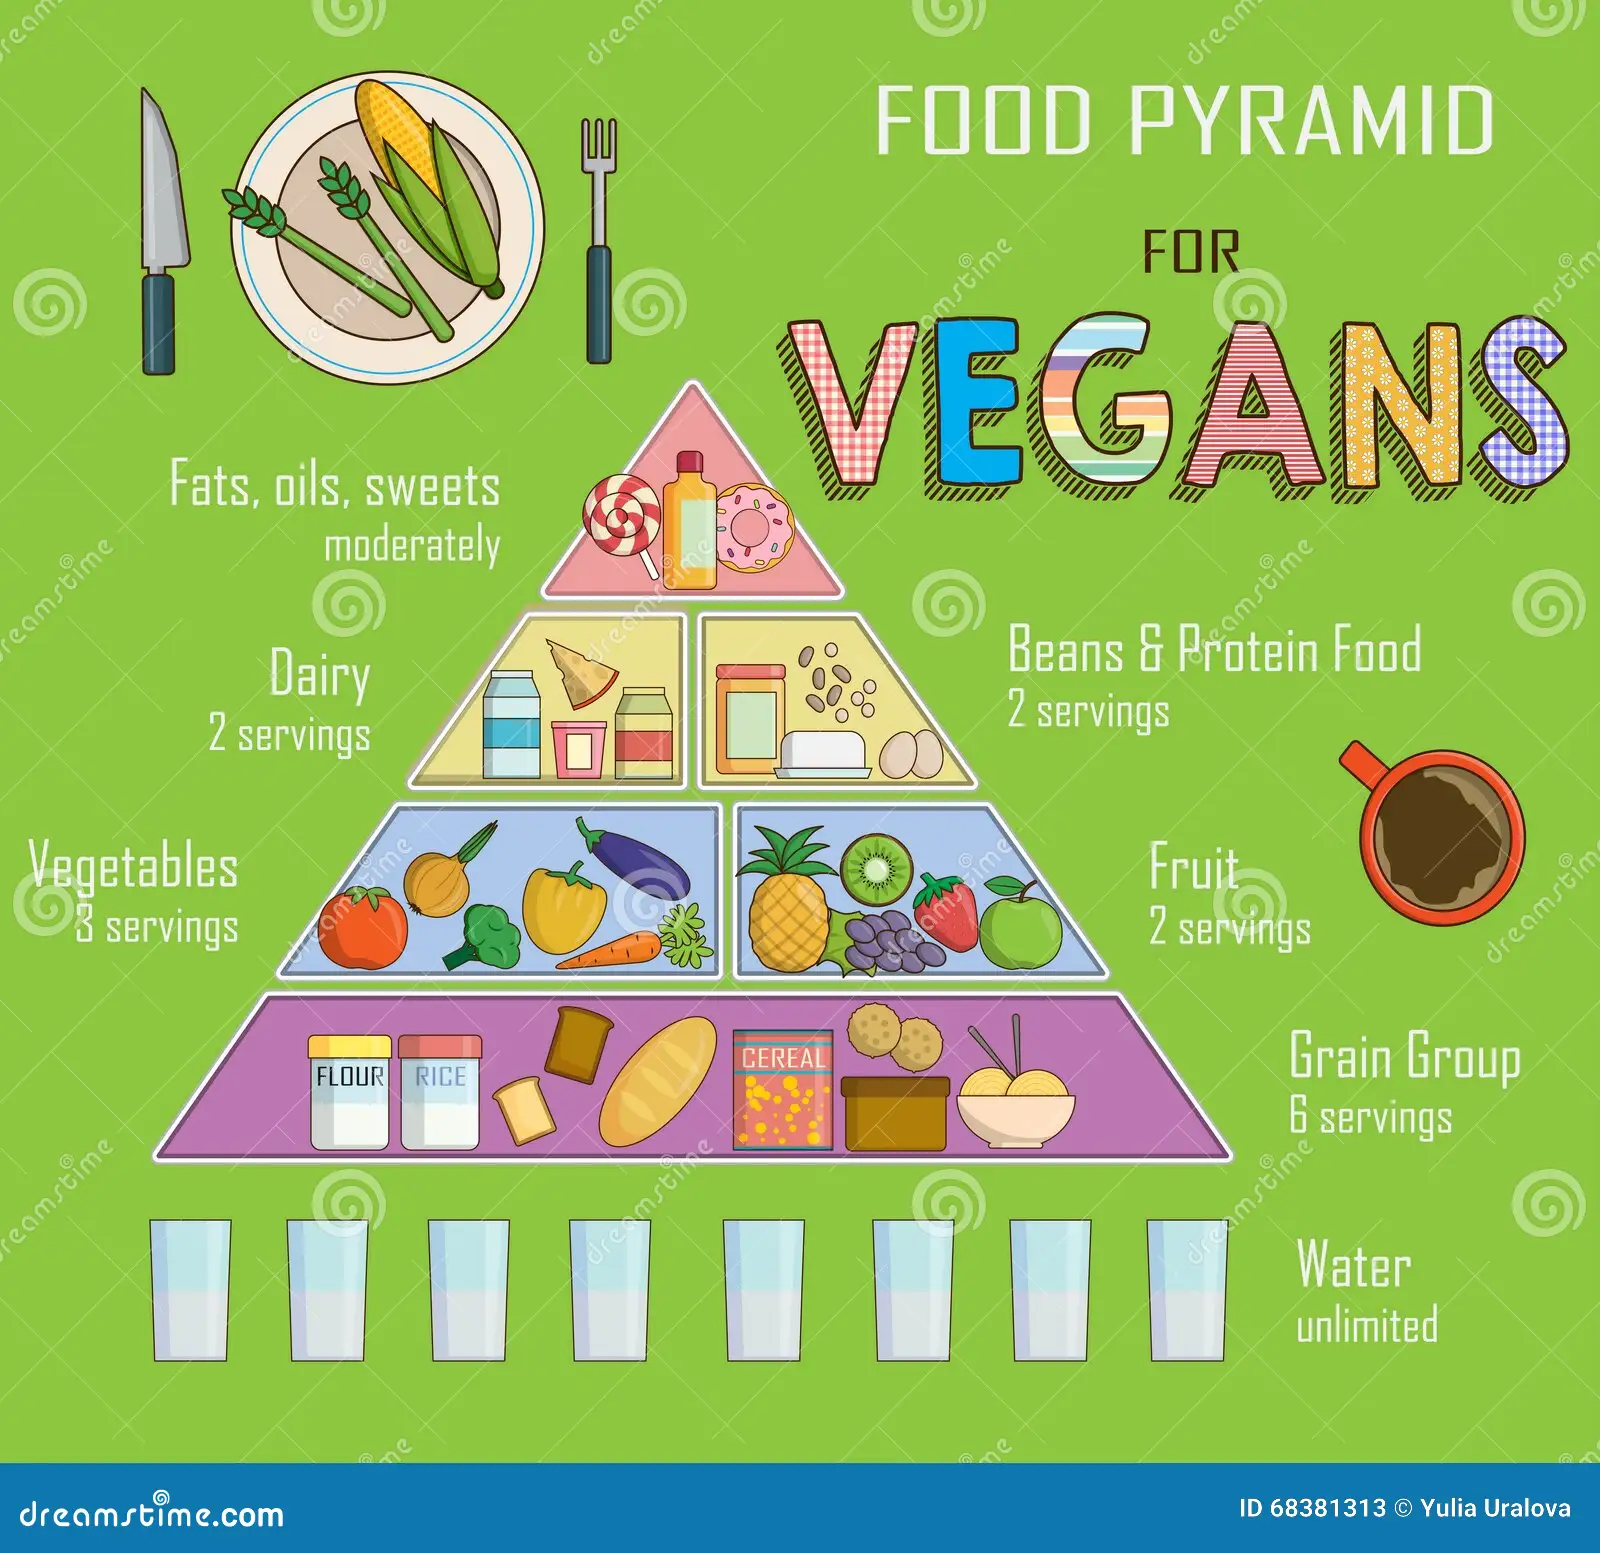 FOOD PYRAMID
FOR
VEGANS
Fats, oils, sweets
moderately
Dairy
2 servings
Beans & Protein Food
2 servings
Vegetables
3 servings
Fruit
2 servings
FLOUR
RICE
CEREAL
Grain Group
6 servings
Water
unlimited
dreamstime.com
ID 68381313 © Yulia Uralova